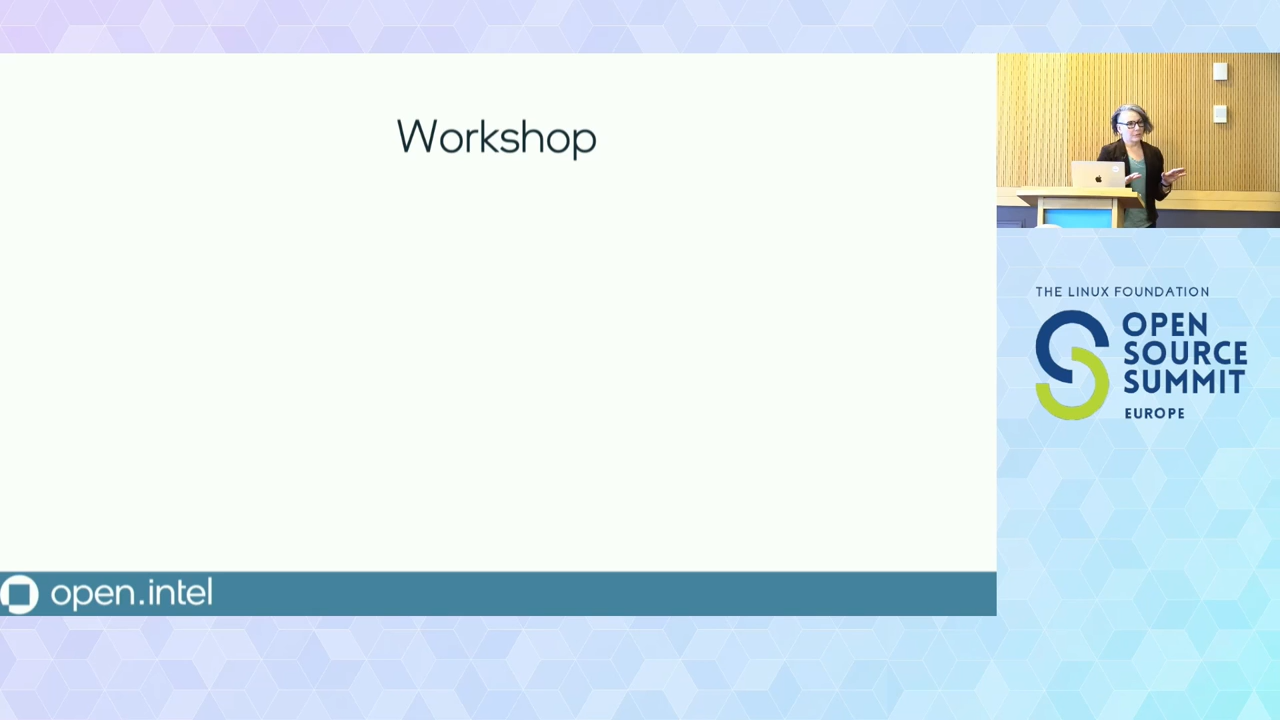 Workshop
open.intel
THE LINUX FOUNDATION
OPEN
SOURCE
SUMMIT
EUROPE